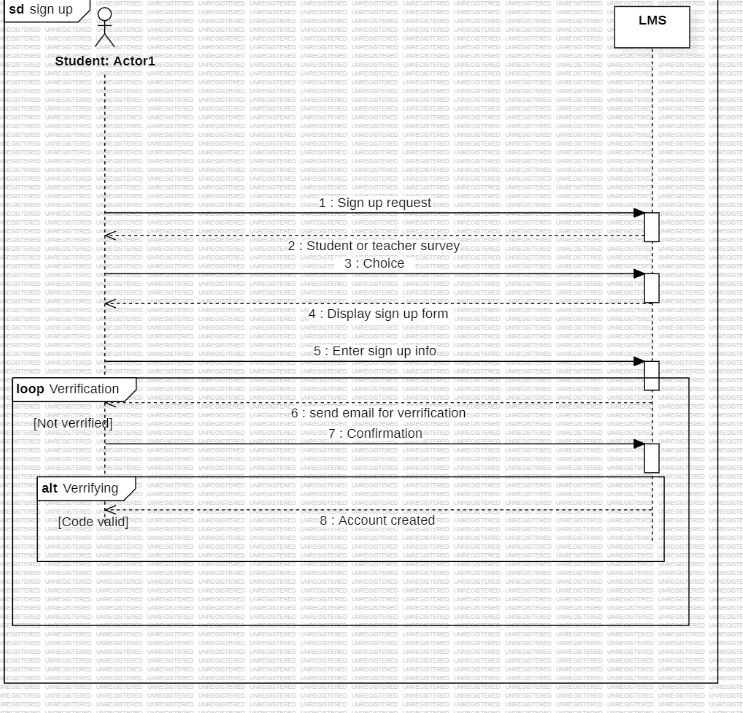 sd sign up
LMS
Student: Actor1
1 : Sign up request
2 : Student or teacher survey
3 : Choice
4 : Display sign up form
5 : Enter sign up info
loop Verrification
6 : send email for verrification
[Not verrified]
7 : Confirmation
alt Verrifying
8 : Account created
[Code valid]
UNREGISTERED